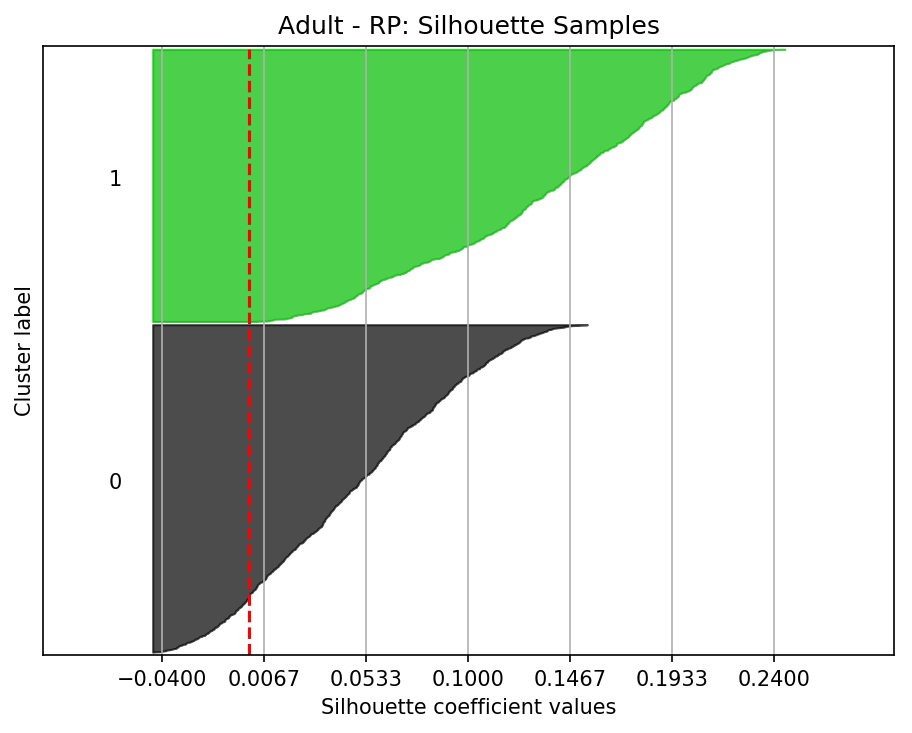 Adult - RP: Silhouette Samples
Cluster label
1
0
−0.0400 0.0067 0.0533 0.1000 0.1467 0.1933 0.2400
Silhouette coefficient values